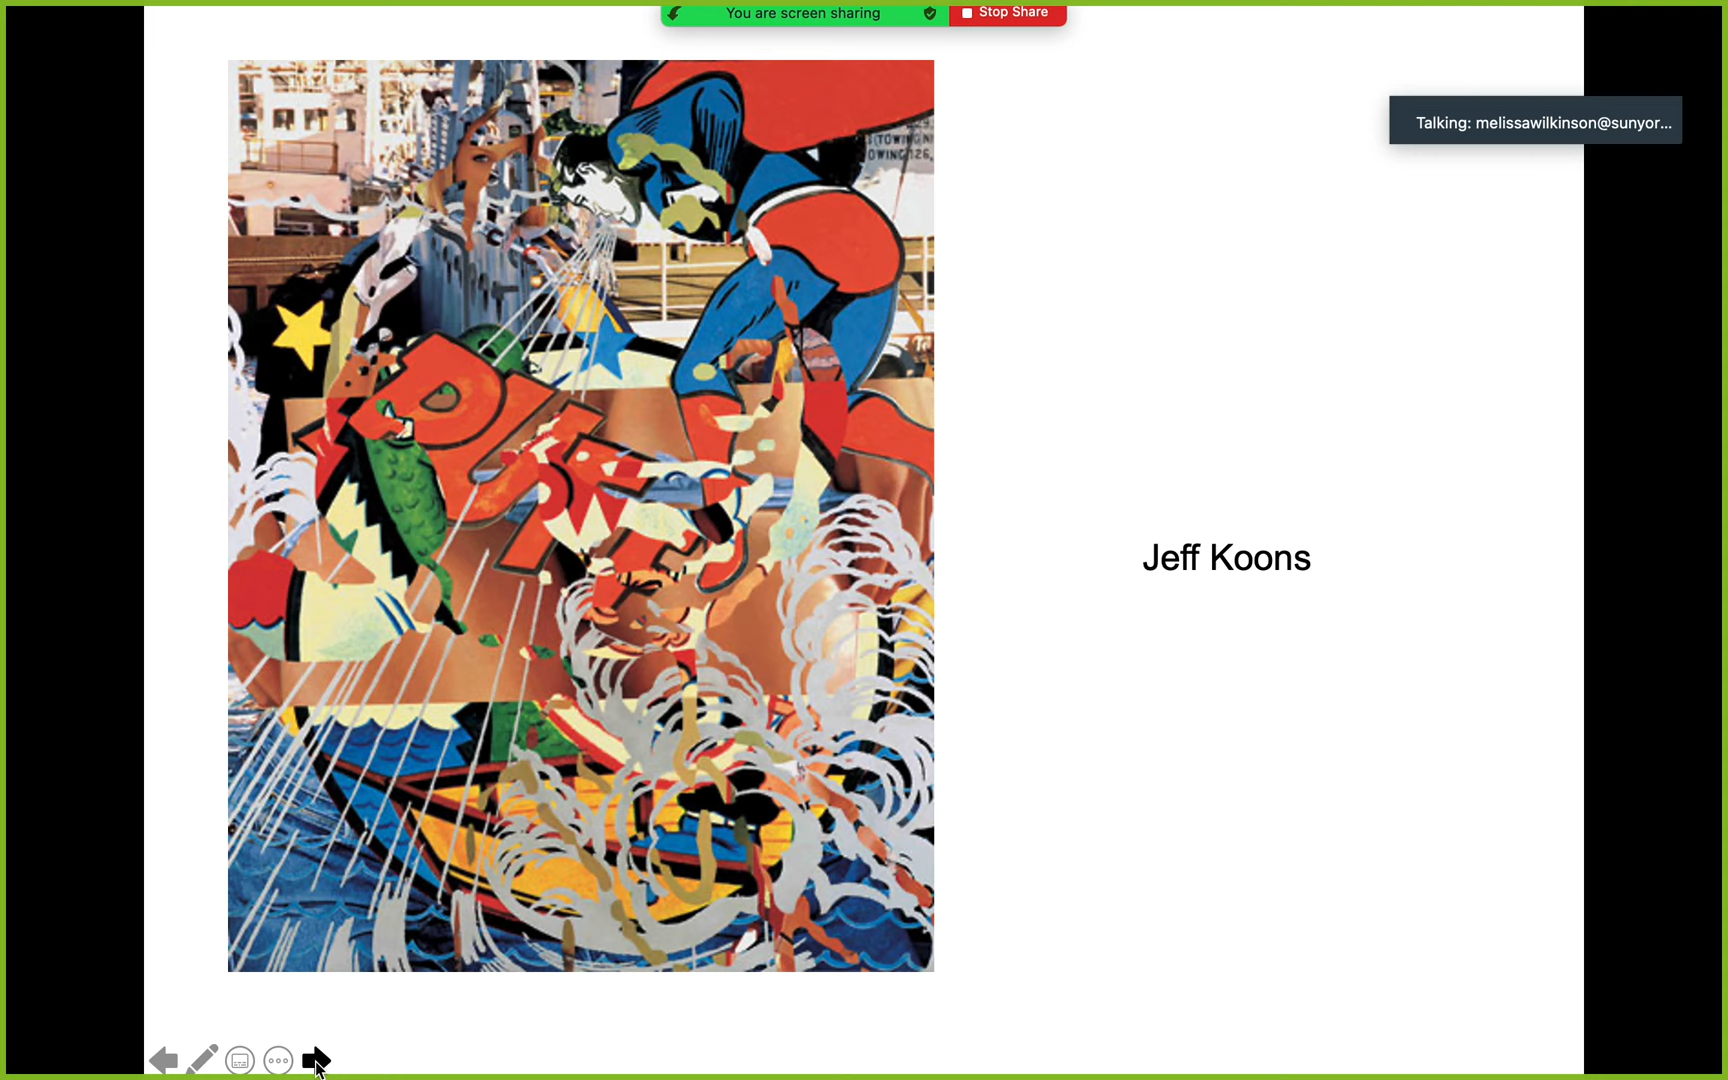 You are screen sharing
Stop Share
Talking: melissawilkinson@sunyor...
Jeff Koons